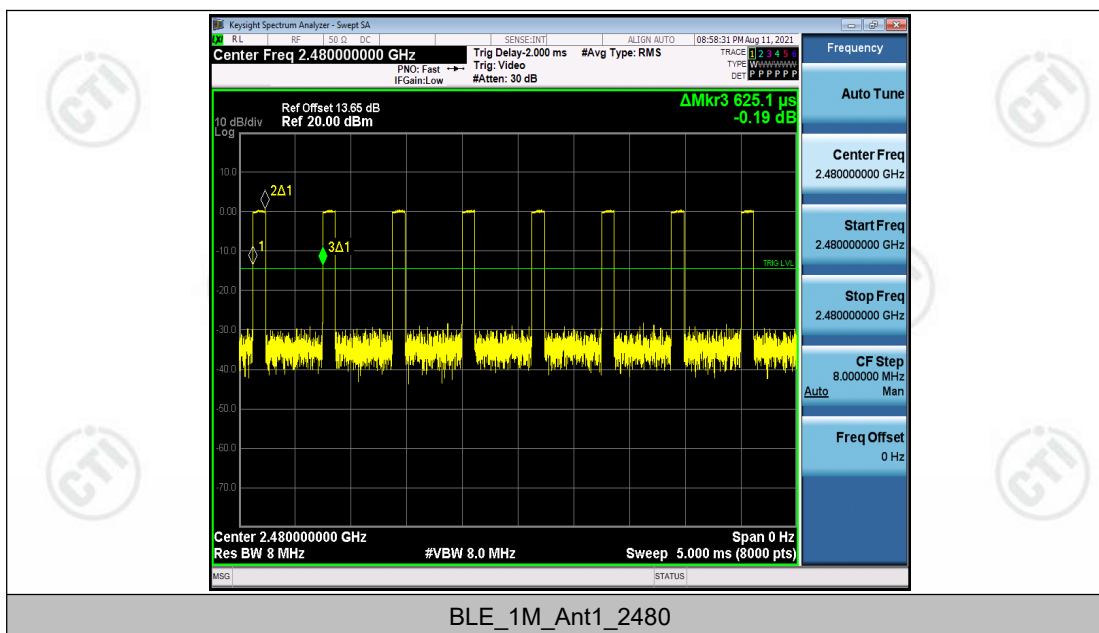 Keysight Spectrum Analyzer - Swept SA
LXI RL RF 50 Ω DC SENSE:INT ALIGN AUTO 08:58:31 PM Aug 11, 2021
Center Freq 2.480000000 GHz
PNO: Fast
IFGain:Low
Trig Delay-2.000 ms
Trig: Video
#Atten: 30 dB
#Avg Type: RMS
TRACE 1 2 3 4 5 6
TYPE WWWWWW
DET P P P P P P
Frequency
Auto Tune
Center Freq
2.480000000 GHz
Start Freq
2.480000000 GHz
Stop Freq
2.480000000 GHz
CF Step
8.000000 MHz
Auto Man
Freq Offset
0 Hz
ΔMkr3 625.1 µs
-0.19 dB
Ref Offset 13.65 dB
10 dB/div Ref 20.00 dBm
Log
10.0
2Δ1
0.00
1
3Δ1
-10.0
TRIG LVL
-20.0
-30.0
-40.0
-50.0
-60.0
-70.0
Center 2.480000000 GHz Span 0 Hz
Res BW 8 MHz #VBW 8.0 MHz Sweep 5.000 ms (8000 pts)
MSG STATUS
BLE_1M_Ant1_2480
CTI
CTI
CTI
CTI